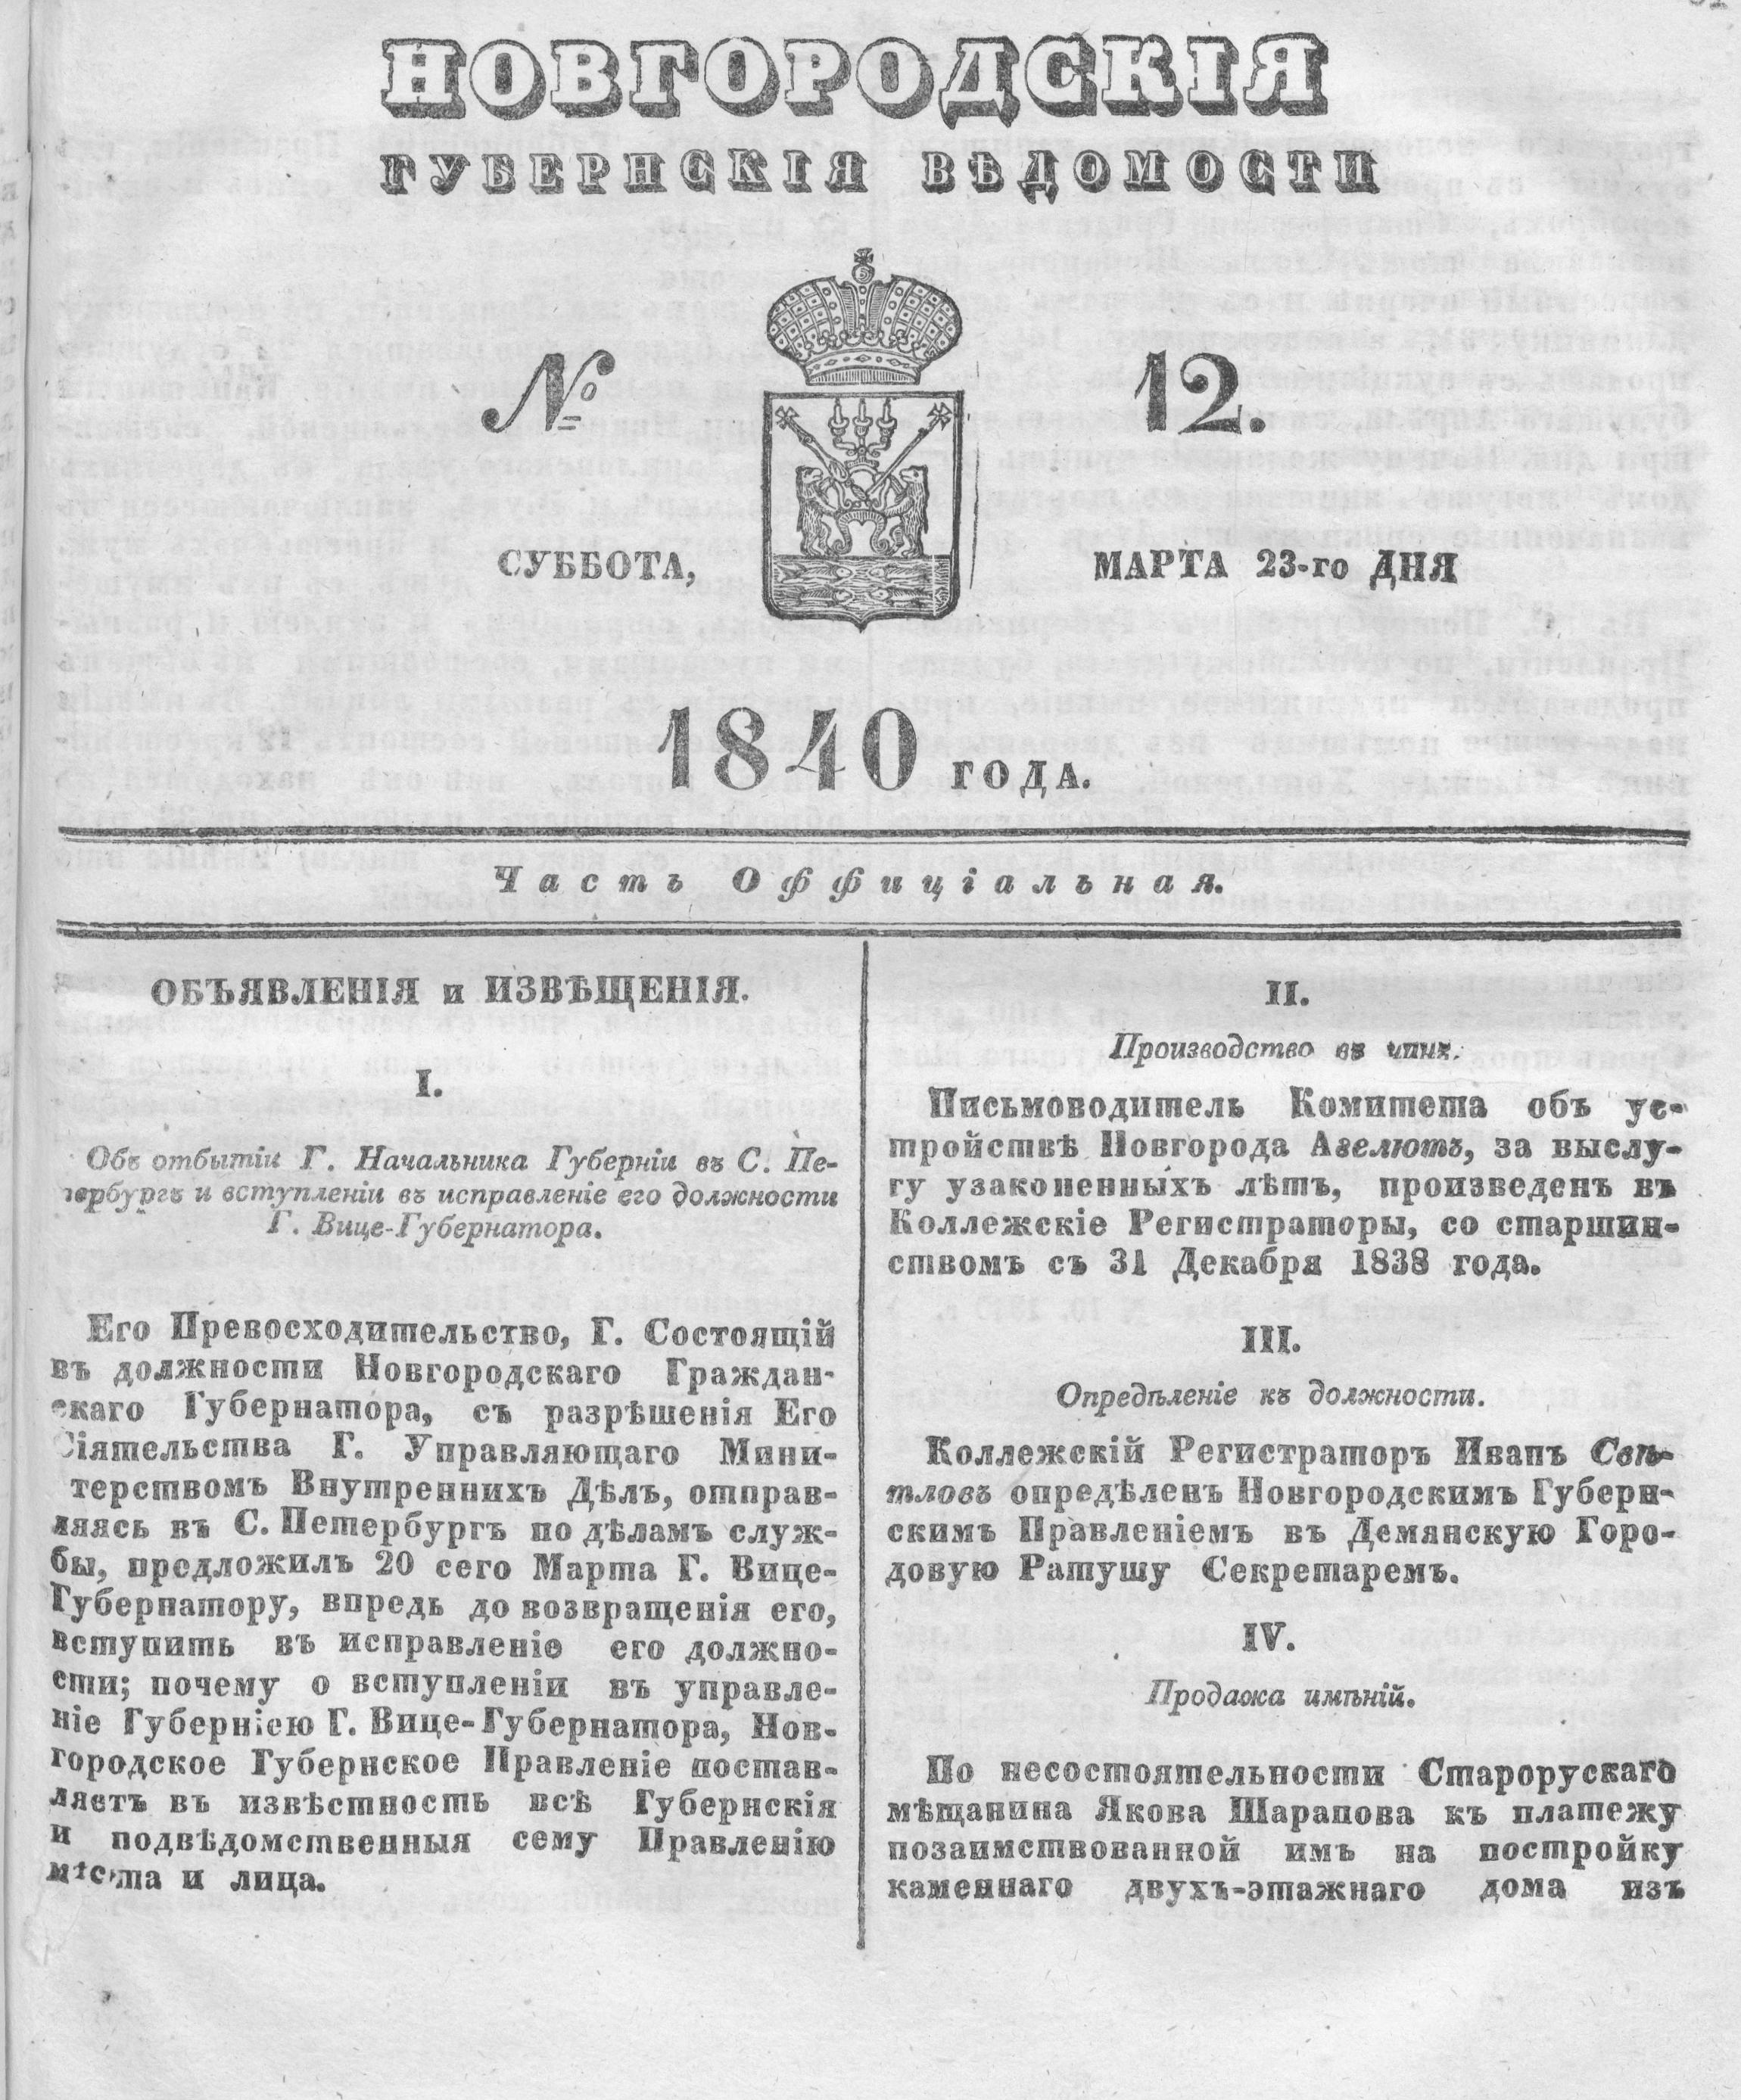 НОВГОРОДСКІЯ
ГУБЕРНСКІЯ ВѢДОМОСТИ
№ 12.
СУББОТА, МАРТА 23-го ДНЯ
1840 ГОДА.
Часть Оффиціальная.
ОБЪЯВЛЕНІЯ и ИЗВѢЩЕНІЯ.
I.
Объ отбытіи Г. Начальника Губерніи въ С. Пе-
тербургъ и вступленіи въ исправленіе его должности
Г. Вице-Губернатора.
Его Превосходительство, Г. Состоящій
въ должности Новгородскаго Граждан-
скаго Губернатора, съ разрѣшенія Его
Сіятельства Г. Управляющаго Мини-
терствомъ Внутреннихъ Дѣлъ, отправ-
ляясь въ С. Петербургъ по дѣламъ служ-
бы, предложилъ 20 сего Марта Г. Вице-
Губернатору, впредь до возвращенія его,
вступить въ исправленіе его должно-
сти; почему о вступленіи въ управле-
ніе Губерніею Г. Вице-Губернатора, Нов-
городское Губернское Правленіе постав-
ляетъ въ извѣстность всѣ Губернскія
и подвѣдомственныя сему Правленію
мѣста и лица.
II.
Производство въ чинъ.
Письмоводитель Комитета объ ус-
тройствѣ Новгорода Авелютъ, за выслу-
гу узаконенныхъ лѣтъ, произведенъ въ
Коллежскіе Регистраторы, со старшин-
ствомъ съ 31 Декабря 1838 года.
III.
Опредѣленіе къ должности.
Коллежскій Регистраторъ Иванъ Свѣ-
тловъ опредѣленъ Новгородскимъ Губерн-
скимъ Правленіемъ въ Демянскую Горо-
довую Ратушу Секретаремъ.
IV.
Продажа имѣній.
По несостоятельности Старорускаго
мѣщанина Якова Шарапова къ платежу
позаимствованной имъ на постройку
каменнаго двухъ-этажнаго дома изъ